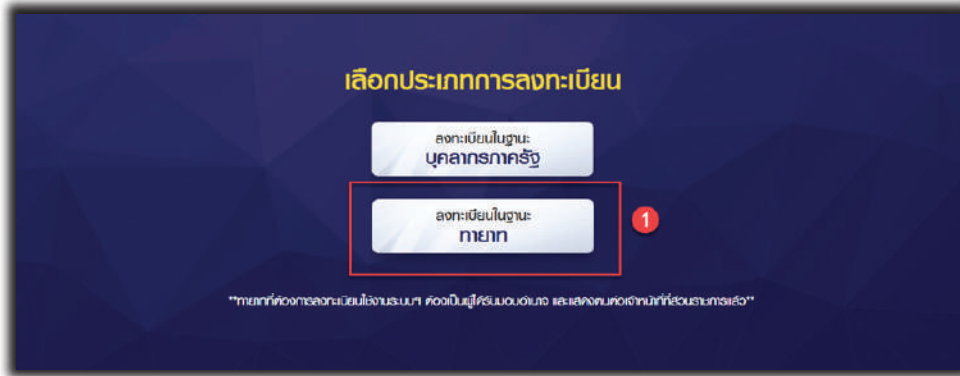 เลือกประเภทการลงทะเบียน
ลงทะเบียนในฐานะ
บุคลากรภาครัฐ
ลงทะเบียนในฐานะ
ทายาท
1
**ทายาทที่ต้องการลงทะเบียนใช้งานระบบฯ ต้องเป็นผู้ได้รับมอบอำนาจ และแสดงตนต่อเจ้าหน้าที่ที่ส่วนราชการแล้ว**